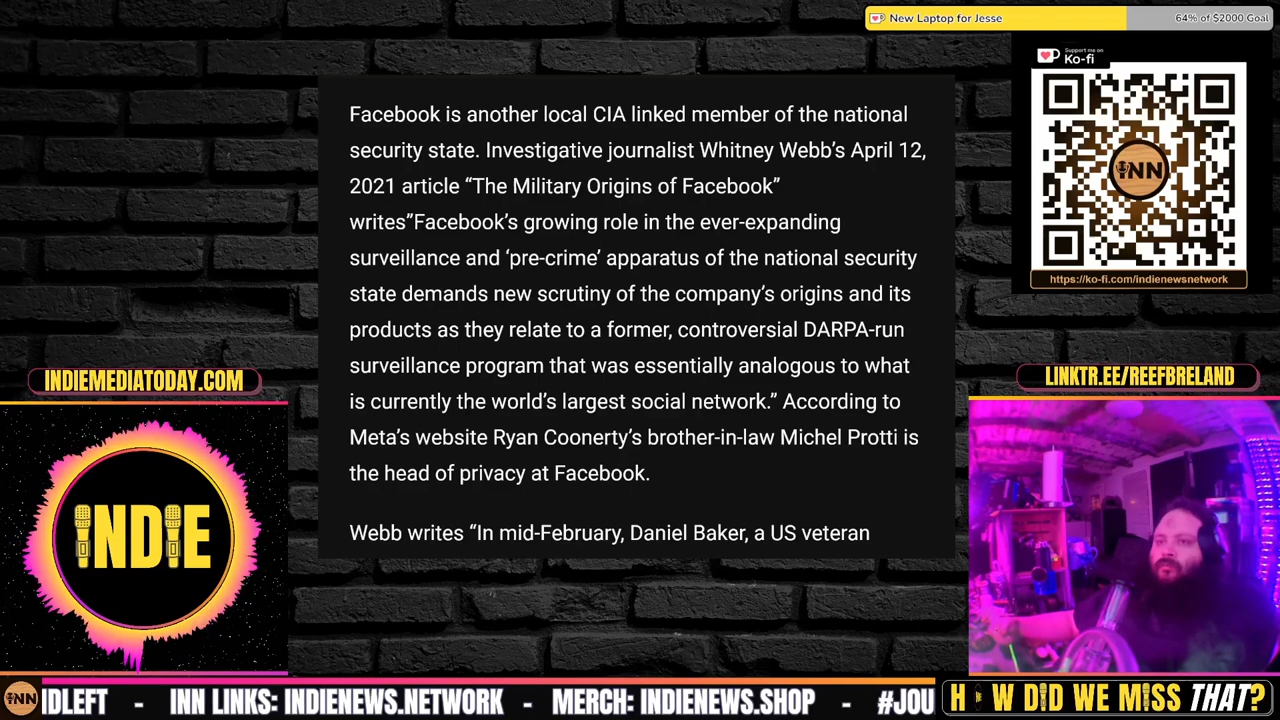 New Laptop for Jesse
64% of $2000 Goal
Support me on
Ko-fi
iNN
https://ko-fi.com/indienewsnetwork
Facebook is another local CIA linked member of the national
security state. Investigative journalist Whitney Webb’s April 12,
2021 article “The Military Origins of Facebook”
writes”Facebook’s growing role in the ever-expanding
surveillance and ‘pre-crime’ apparatus of the national security
state demands new scrutiny of the company’s origins and its
products as they relate to a former, controversial DARPA-run
surveillance program that was essentially analogous to what
is currently the world’s largest social network.” According to
Meta’s website Ryan Coonerty’s brother-in-law Michel Protti is
the head of privacy at Facebook.
Webb writes “In mid-February, Daniel Baker, a US veteran
INDIEMEDIATODAY.COM
INDIE
LINKTR.EE/REEFBRELAND
iNN
IDLEFT - INN LINKS: INDIENEWS.NETWORK - MERCH: INDIENEWS.SHOP - #JOU
HOW DID WE MISS THAT?